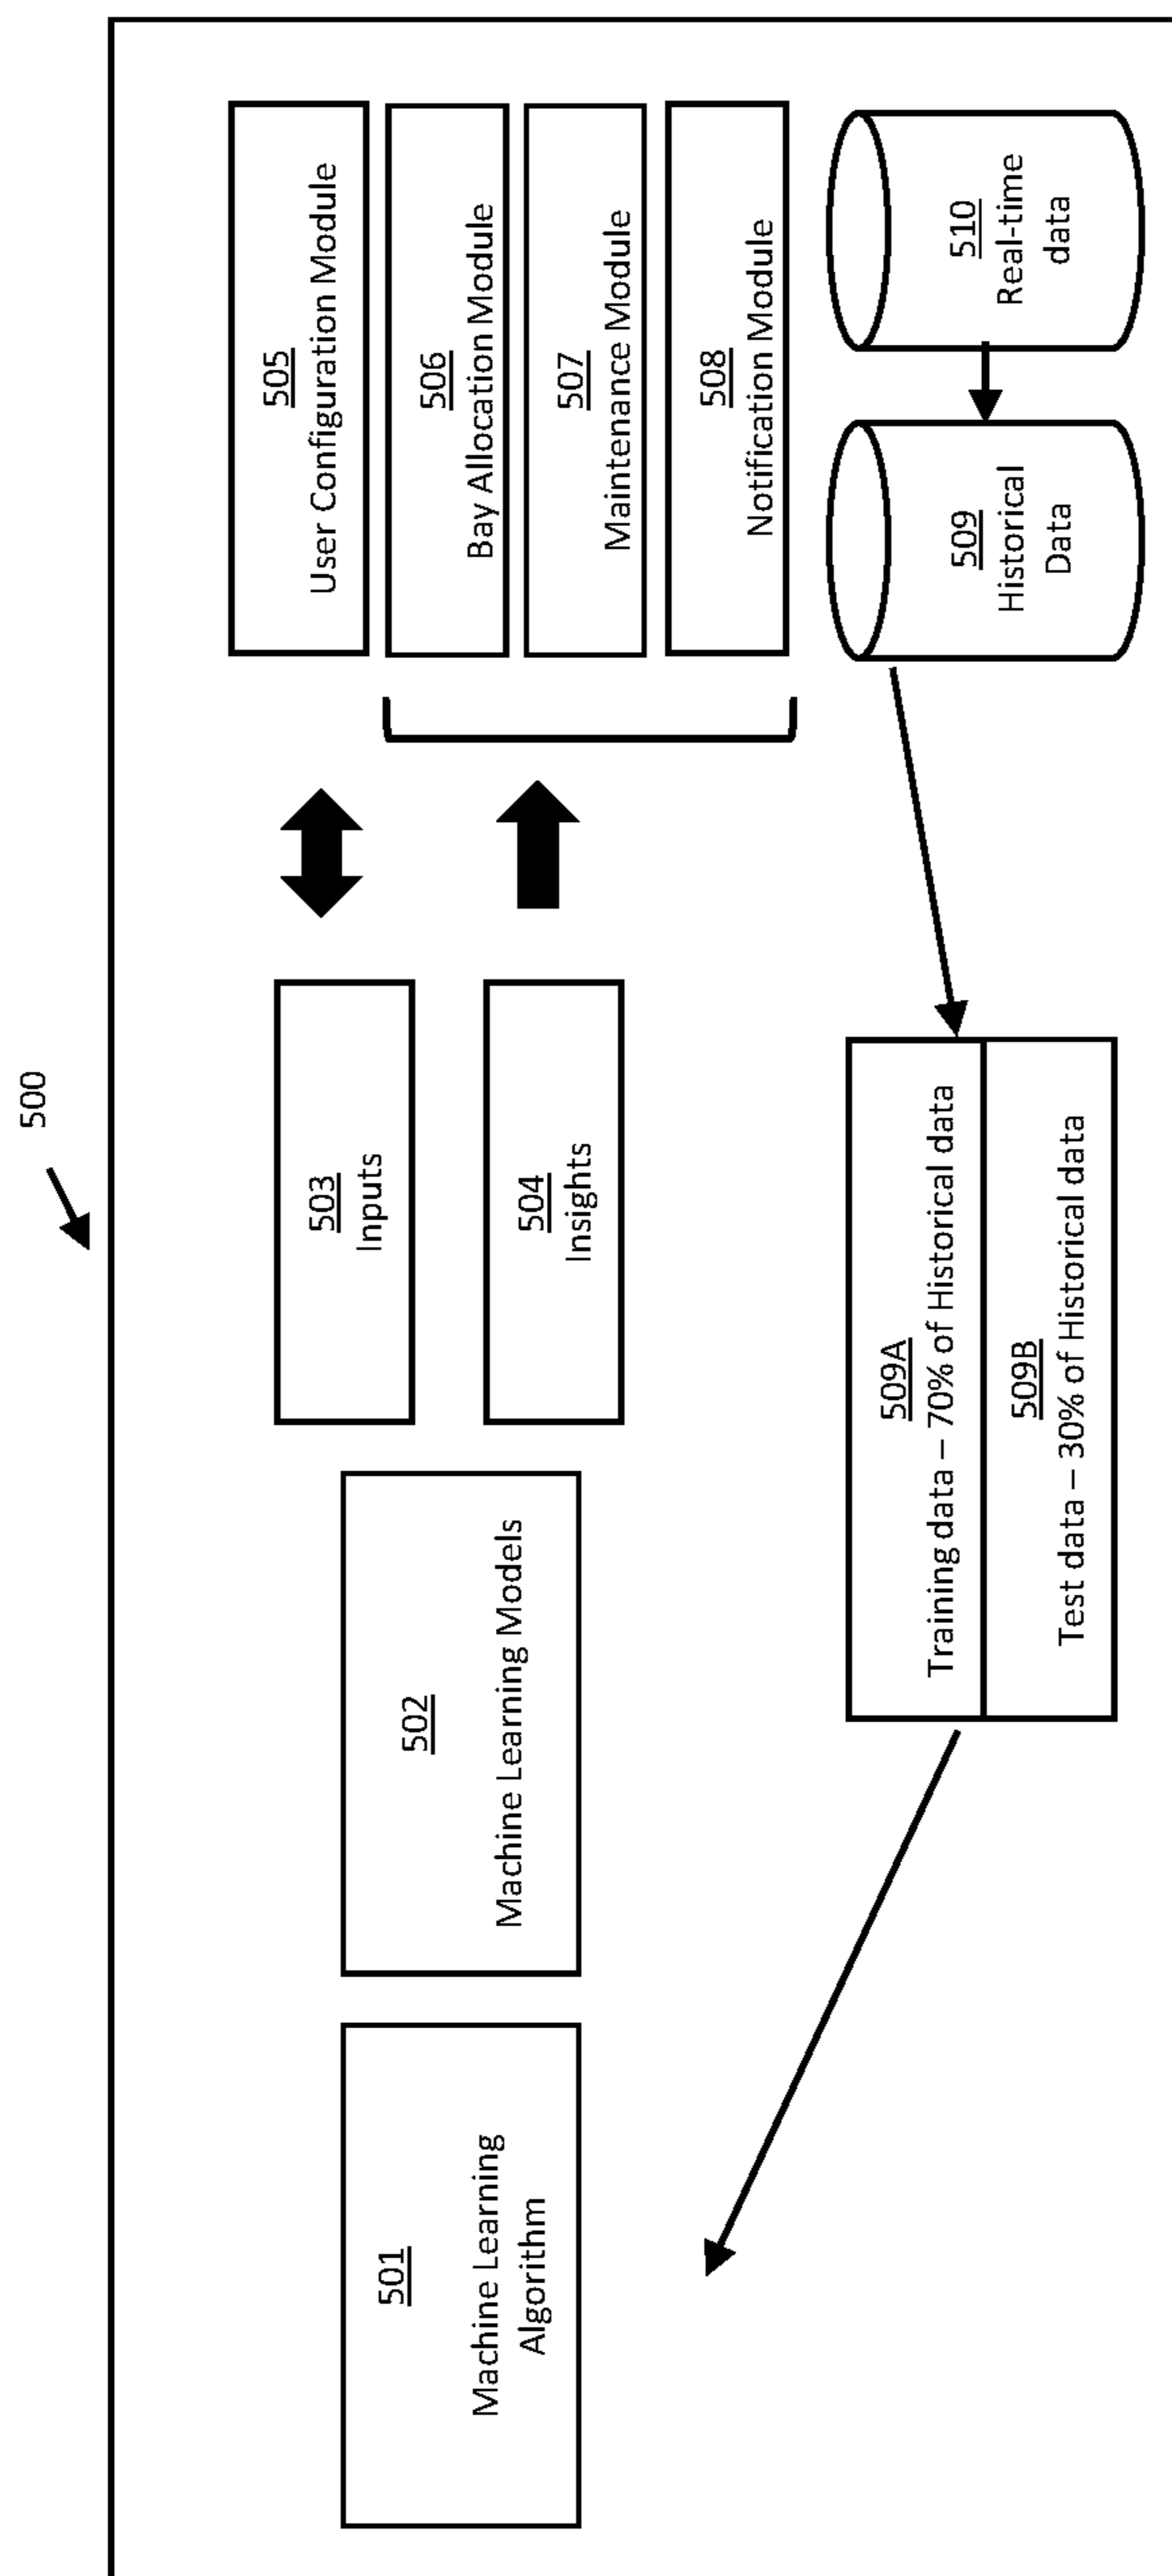 500
501
Machine Learning
Algorithm
502
Machine Learning Models
503
Inputs
504
Insights
505
User Configuration Module
506
Bay Allocation Module
507
Maintenance Module
508
Notification Module
509A
Training data – 70% of Historical data
509B
Test data – 30% of Historical data
509
Historical
Data
510
Real-time
data